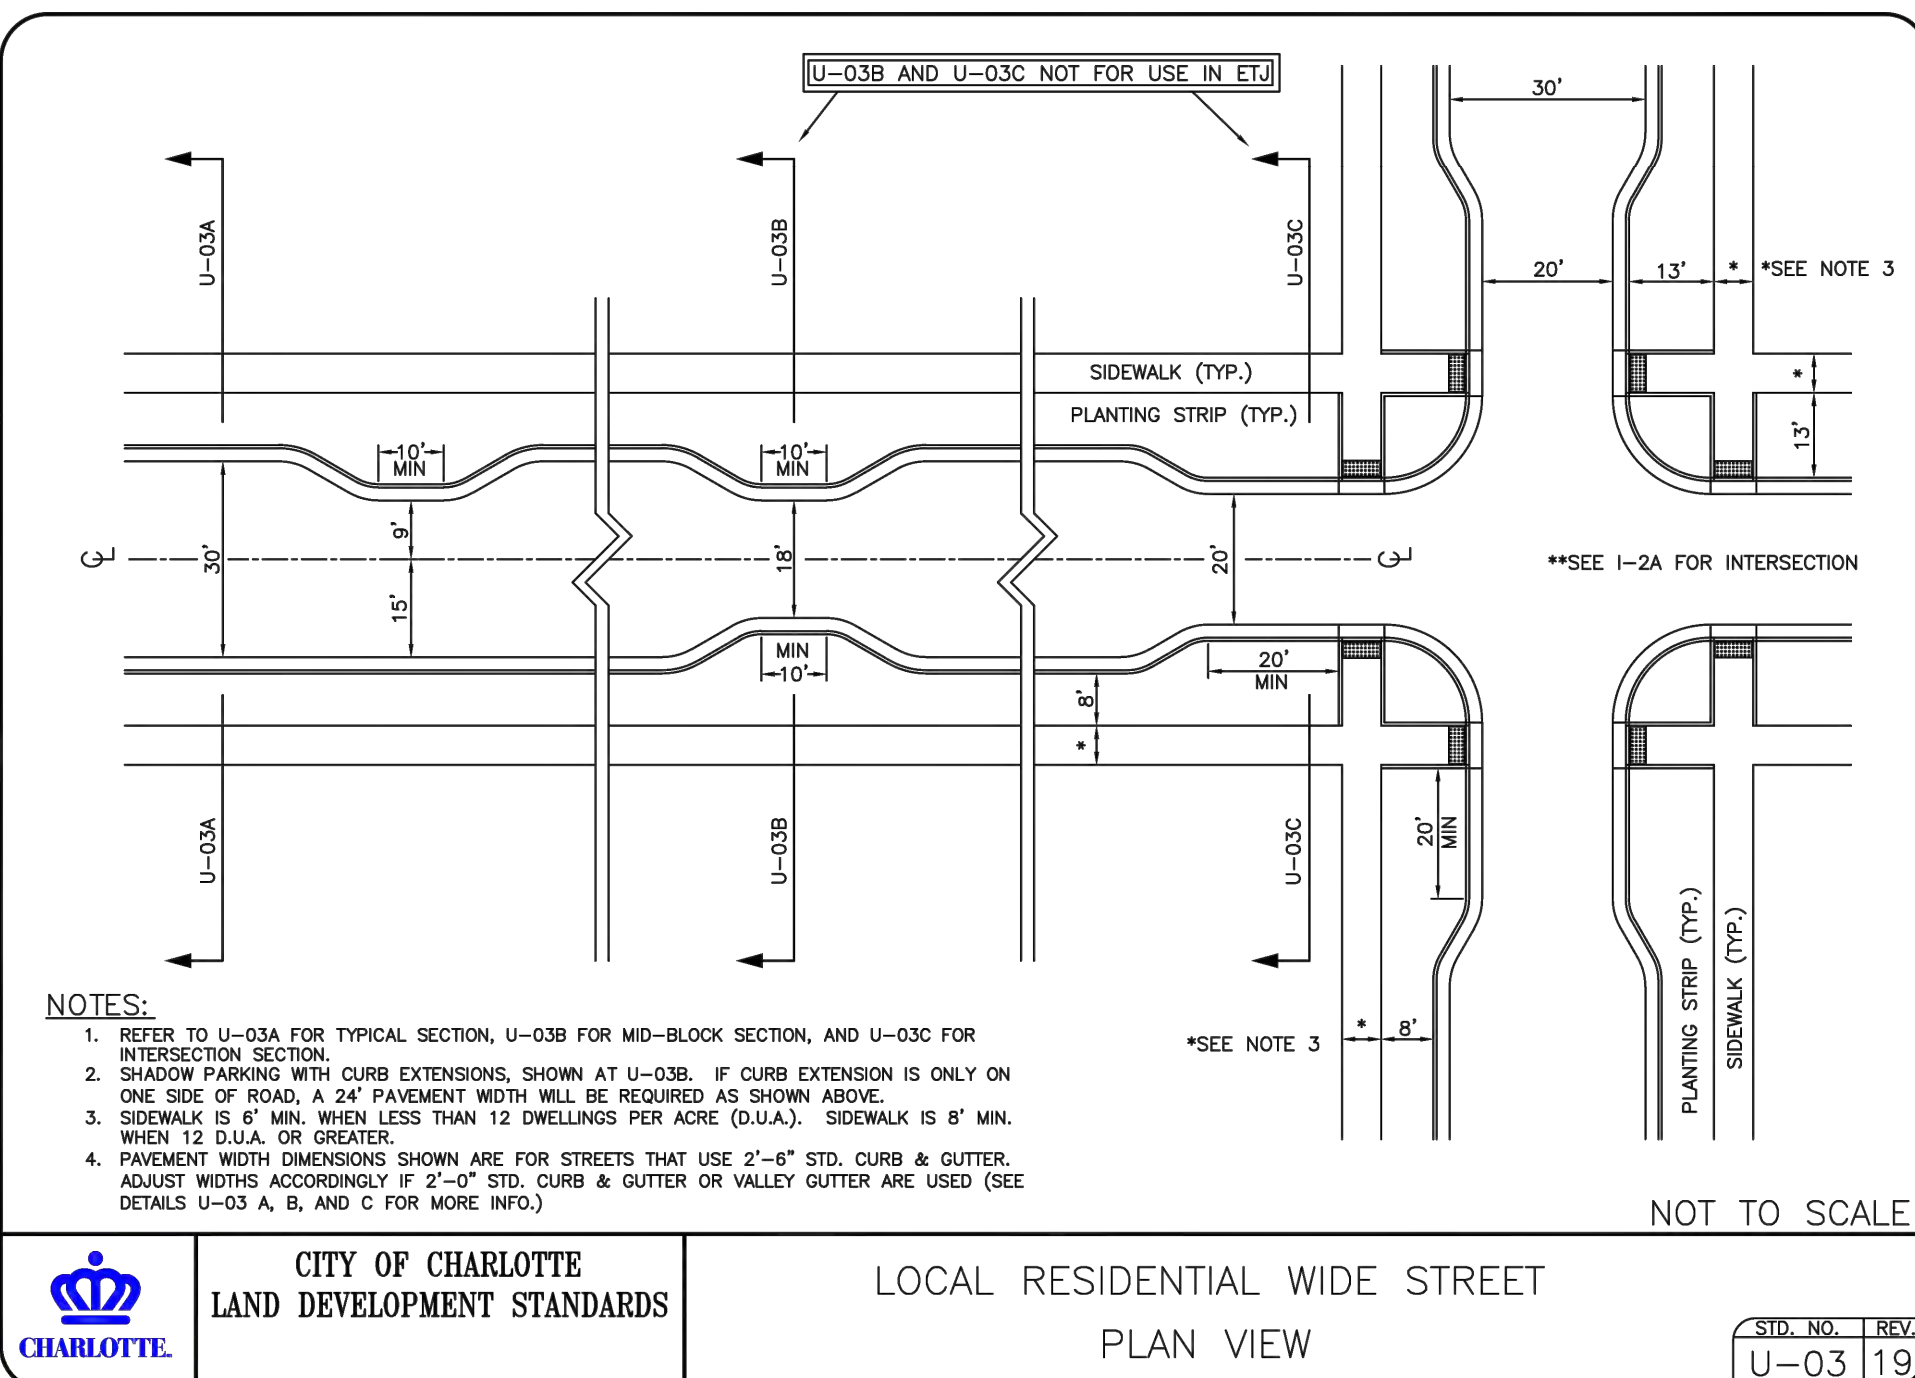 U-03B AND U-03C NOT FOR USE IN ETJ
30'
U-03A
U-03B
U-03C
20'
13'
*
*SEE NOTE 3
SIDEWALK (TYP.)
PLANTING STRIP (TYP.)
*
13'
10'
MIN
10'
MIN
9'
30'
15'
18'
20'
CL
CL
**SEE I-2A FOR INTERSECTION
MIN
10'
20'
MIN
8'
*
U-03A
U-03B
U-03C
20'
MIN
PLANTING STRIP (TYP.)
SIDEWALK (TYP.)
*SEE NOTE 3
*
8'
NOTES:
1. REFER TO U-03A FOR TYPICAL SECTION, U-03B FOR MID-BLOCK SECTION, AND U-03C FOR
INTERSECTION SECTION.
2. SHADOW PARKING WITH CURB EXTENSIONS, SHOWN AT U-03B. IF CURB EXTENSION IS ONLY ON
ONE SIDE OF ROAD, A 24' PAVEMENT WIDTH WILL BE REQUIRED AS SHOWN ABOVE.
3. SIDEWALK IS 6' MIN. WHEN LESS THAN 12 DWELLINGS PER ACRE (D.U.A.). SIDEWALK IS 8' MIN.
WHEN 12 D.U.A. OR GREATER.
4. PAVEMENT WIDTH DIMENSIONS SHOWN ARE FOR STREETS THAT USE 2'-6" STD. CURB & GUTTER.
ADJUST WIDTHS ACCORDINGLY IF 2'-0" STD. CURB & GUTTER OR VALLEY GUTTER ARE USED (SEE
DETAILS U-03 A, B, AND C FOR MORE INFO.)
NOT TO SCALE
CHARLOTTE.
CITY OF CHARLOTTE
LAND DEVELOPMENT STANDARDS
LOCAL RESIDENTIAL WIDE STREET
PLAN VIEW
STD. NO.
REV.
U-03
19